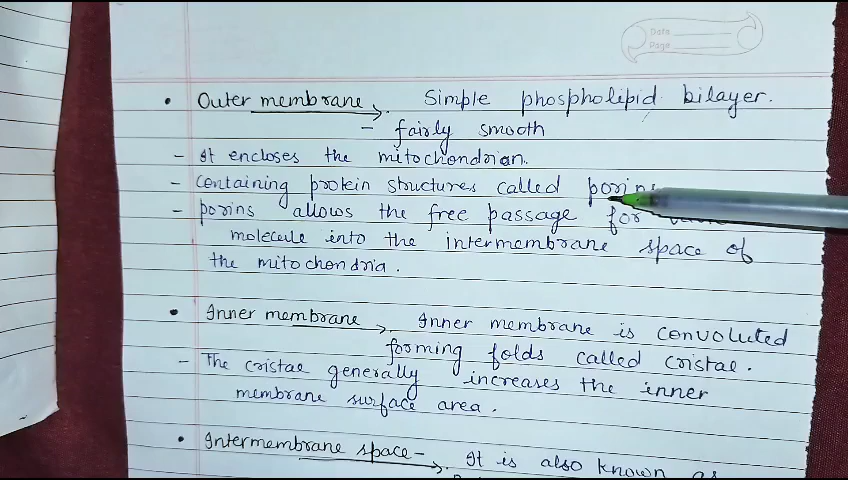 Date
Page
• Outer membrane → Simple phospholipid bilayer.
- fairly smooth
- It encloses the mitochondrian.
- Containing protein structures called porins
- porins allows the free passage for
molecule into the intermembrane space of
the mitochondria.
• Inner membrane → Inner membrane is convoluted
forming folds called cristae.
- The cristae generally increases the inner
membrane surface area.
• Intermembrane space - → It is also known as